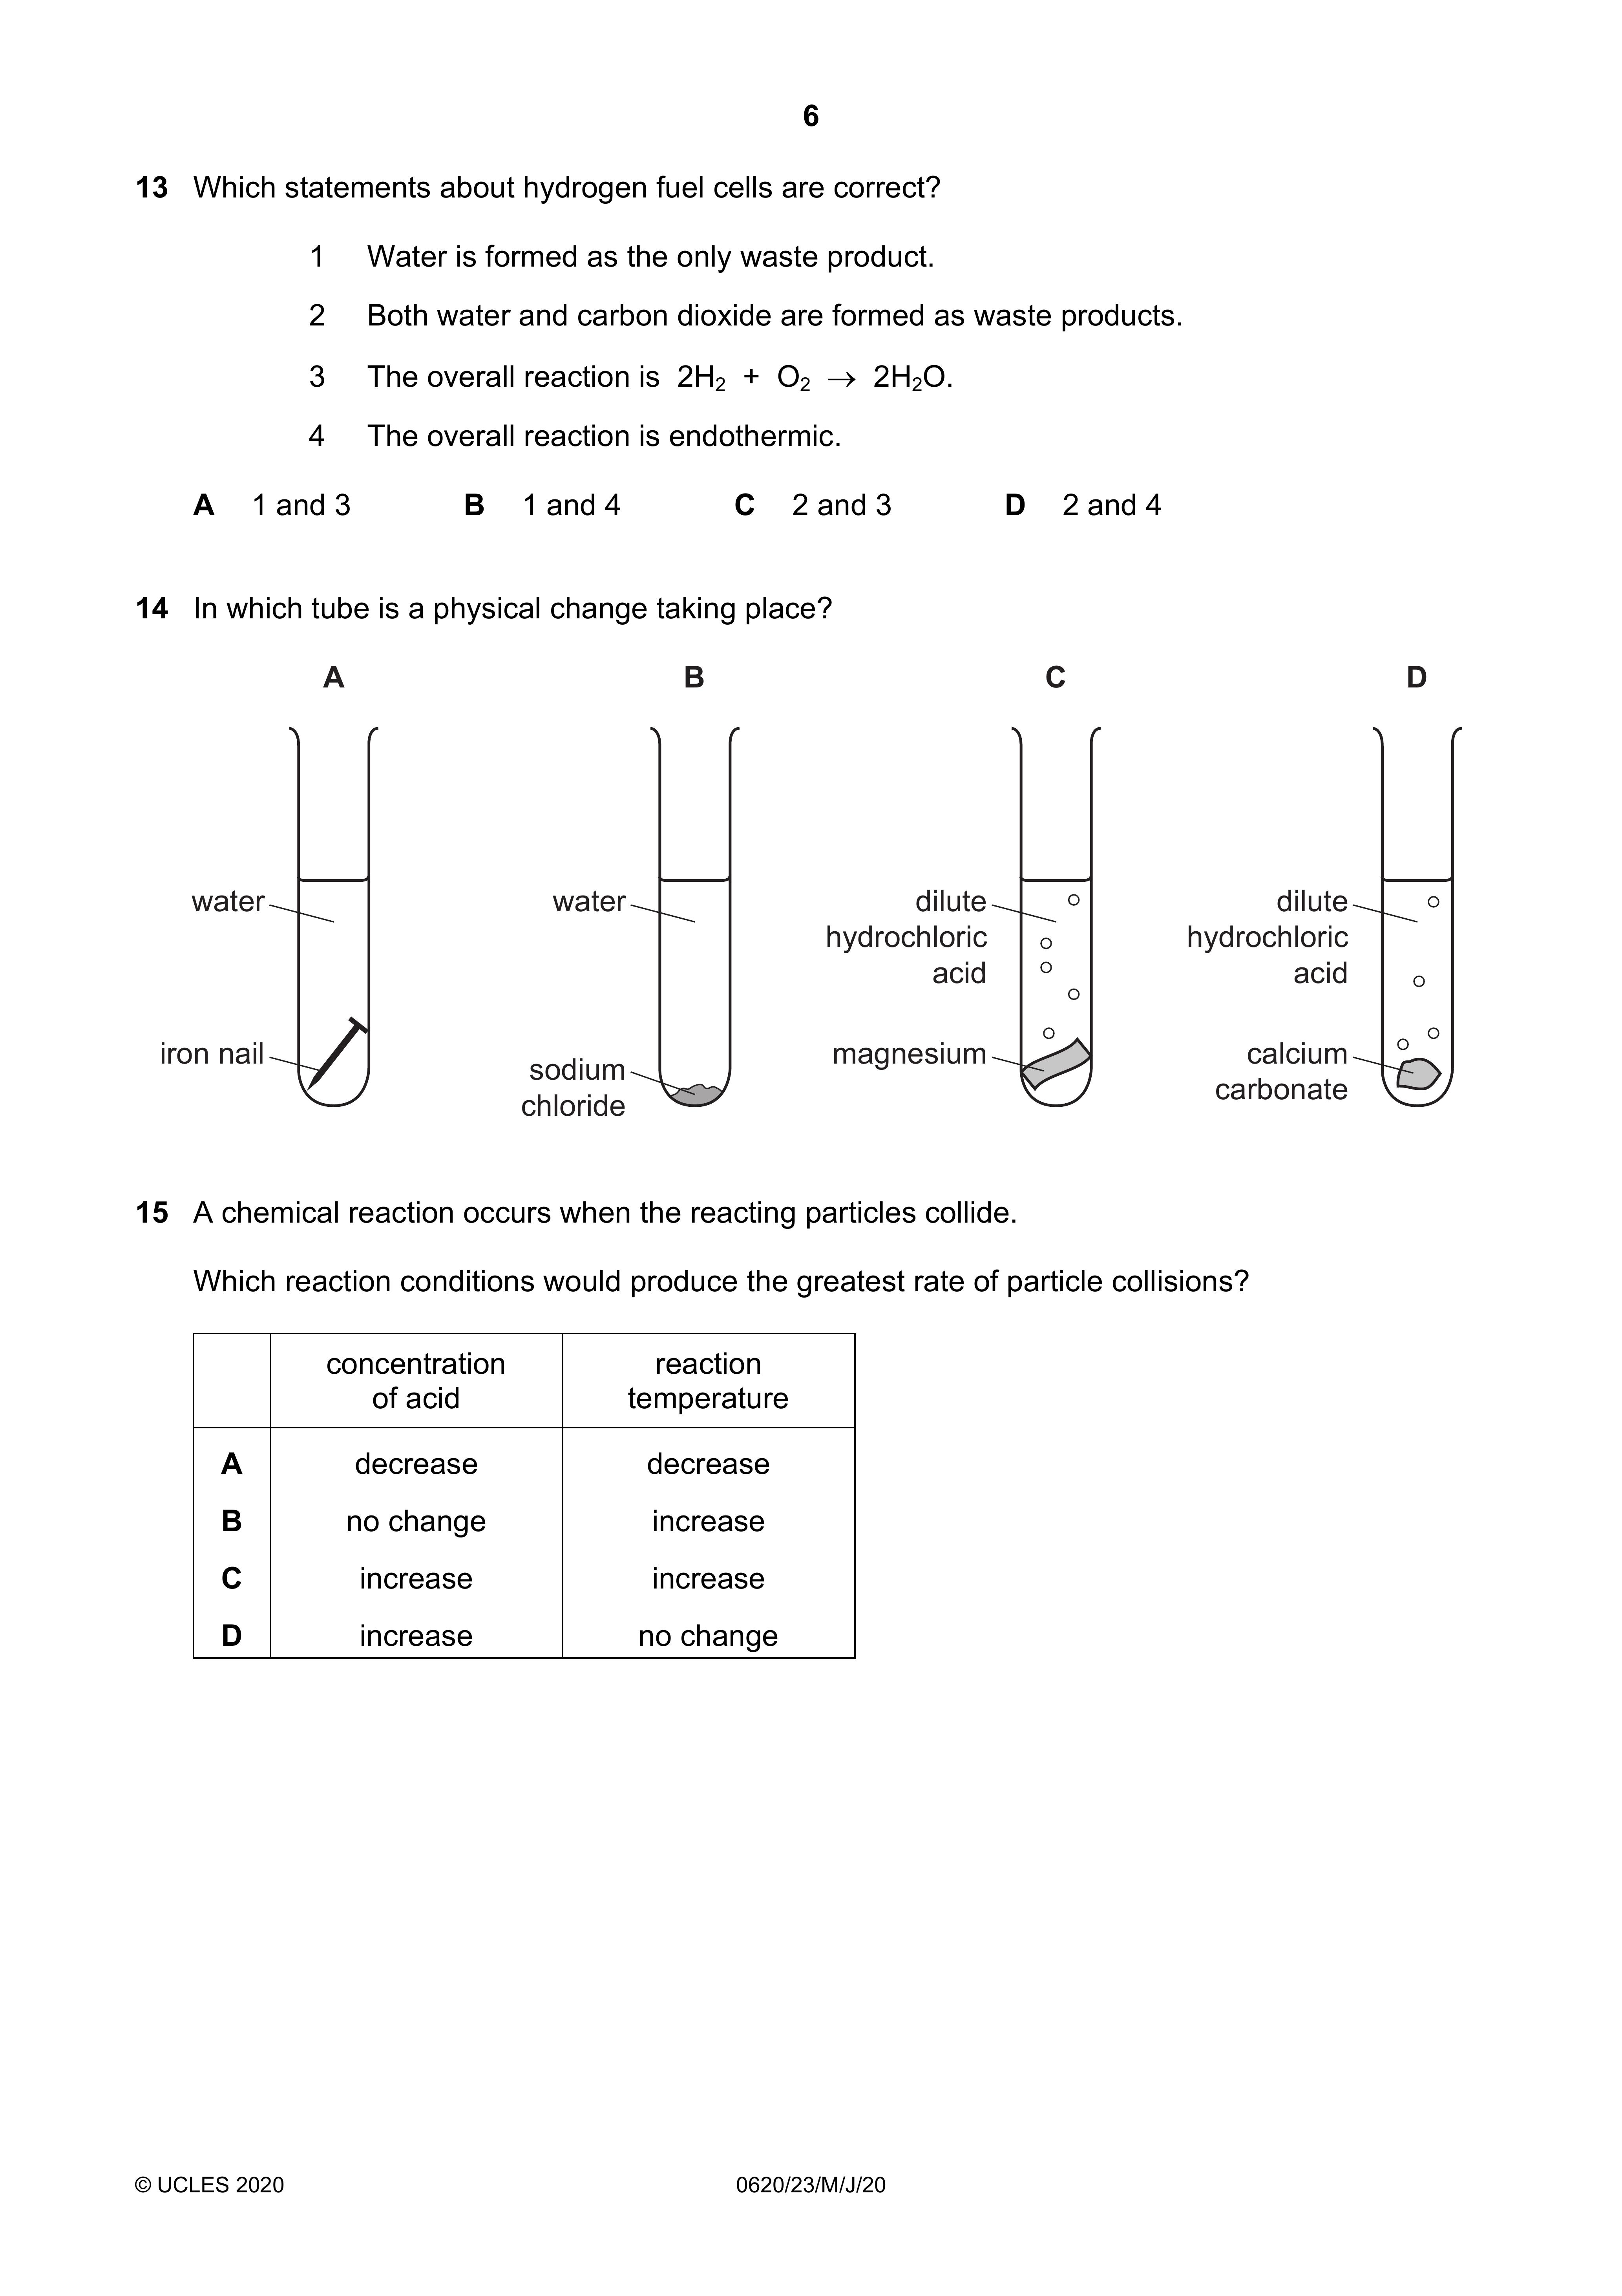 6
13 Which statements about hydrogen fuel cells are correct?
1 Water is formed as the only waste product.
2 Both water and carbon dioxide are formed as waste products.
3 The overall reaction is 2H₂ + O₂ → 2H₂O.
4 The overall reaction is endothermic.
A 1 and 3 B 1 and 4 C 2 and 3 D 2 and 4
14 In which tube is a physical change taking place?
A B C D
water water dilute dilute
hydrochloric hydrochloric
acid acid
iron nail magnesium calcium
sodium carbonate
chloride
15 A chemical reaction occurs when the reacting particles collide.
Which reaction conditions would produce the greatest rate of particle collisions?
concentration reaction
of acid temperature
A decrease decrease
B no change increase
C increase increase
D increase no change
© UCLES 2020 0620/23/M/J/20